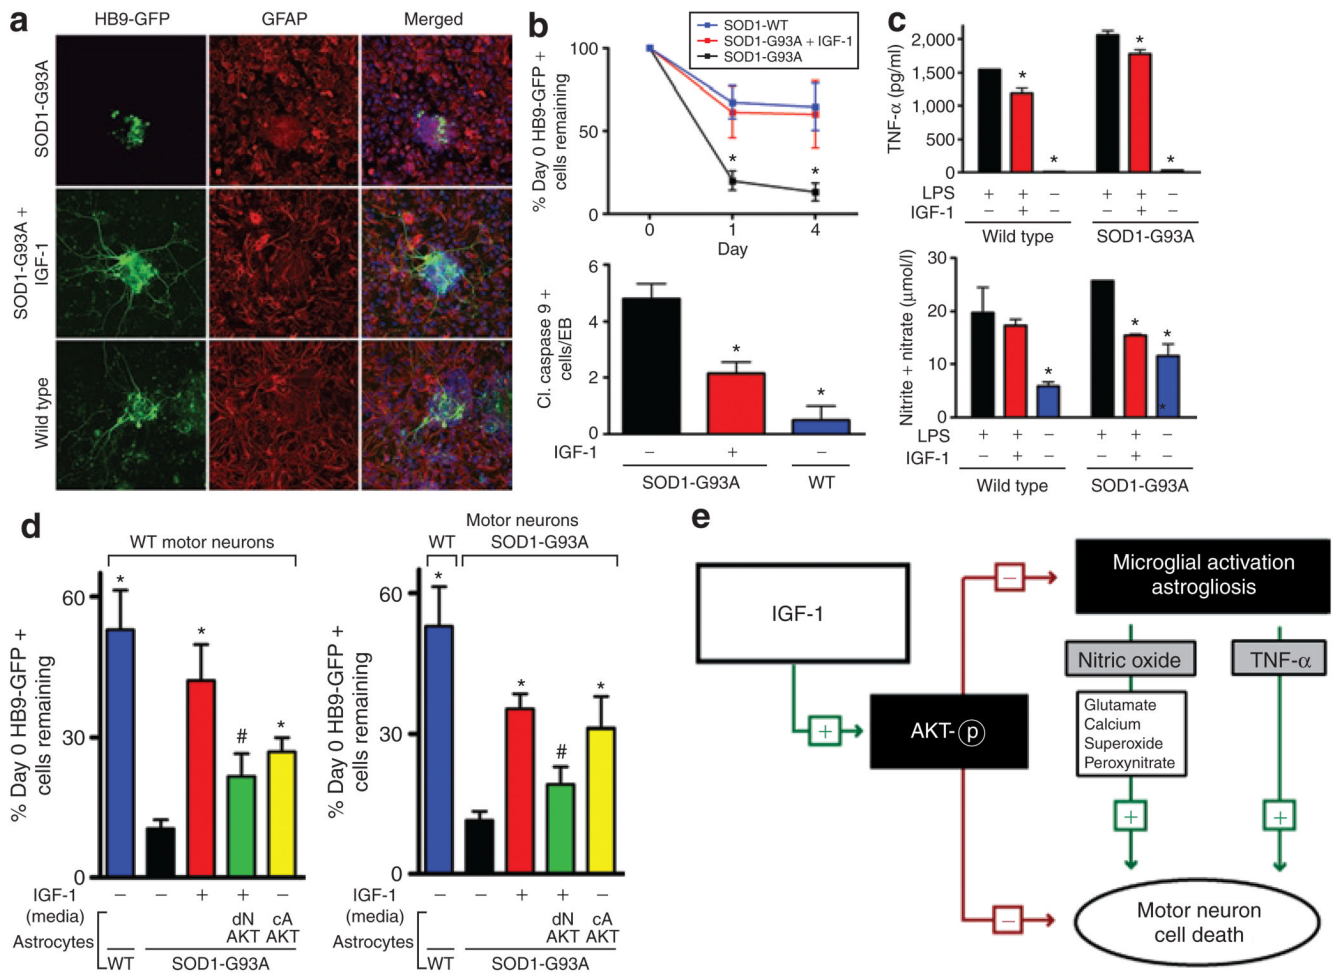 a
HB9-GFP
GFAP
Merged
SOD1-G93A
SOD1-G93A +
IGF-1
Wild type
b
SOD1-WT
SOD1-G93A + IGF-1
SOD1-G93A
% Day 0 HB9-GFP +
cells remaining
100
50
0
*
*
0
1
4
Day
Cl. caspase 9 +
cells/EB
6
4
2
0
*
*
IGF-1
–
+
–
SOD1-G93A
WT
c
TNF-α (pg/ml)
2,000
1,500
1,000
500
0
*
*
*
*
LPS
+ + – + + –
IGF-1
– + – – + –
Wild type
SOD1-G93A
Nitrite + nitrate (μmol/l)
30
20
10
0
*
*
*
*
LPS
+ + – + + –
IGF-1
– + – – + –
Wild type
SOD1-G93A
d
WT motor neurons
% Day 0 HB9-GFP +
cells remaining
60
30
0
*
*
#
*
IGF-1
(media)
– – + + –
dN
AKT
cA
AKT
Astrocytes
WT
SOD1-G93A
Motor neurons
WT
SOD1-G93A
% Day 0 HB9-GFP +
cells remaining
60
30
0
*
*
#
*
IGF-1
(media)
– – + + –
dN
AKT
cA
AKT
Astrocytes
WT
SOD1-G93A
e
IGF-1
+
AKT-p
–
–
Microglial activation
astrogliosis
Nitric oxide
TNF-α
Glutamate
Calcium
Superoxide
Peroxynitrate
+
+
Motor neuron
cell death